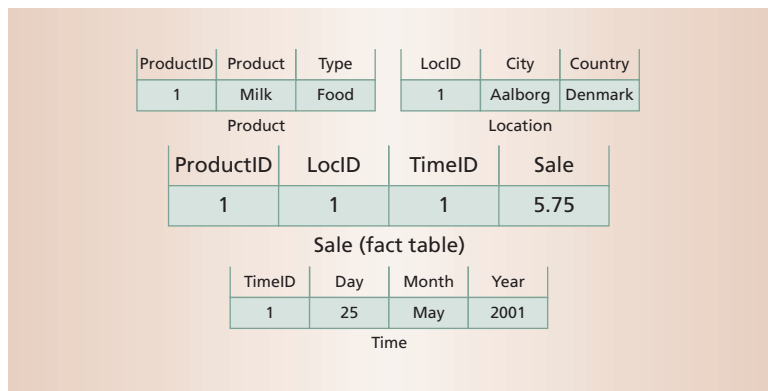 ProductID Product Type
1 Milk Food
Product
LocID City Country
1 Aalborg Denmark
Location
ProductID LocID TimeID Sale
1 1 1 5.75
Sale (fact table)
TimeID Day Month Year
1 25 May 2001
Time